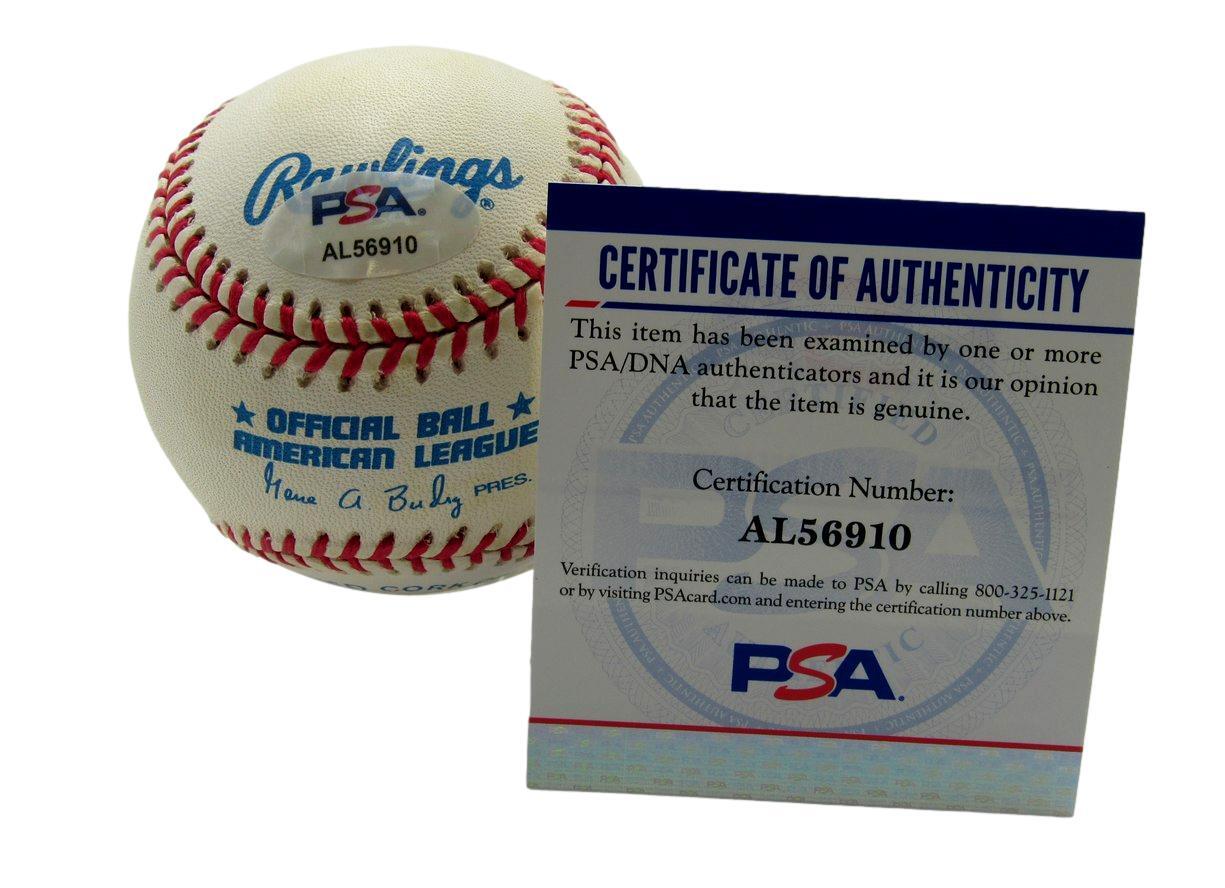 Rawlings®
PSA.
AL56910
★ OFFICIAL BALL ★
AMERICAN LEAGUE
Gene A. Budig PRES.
CORK
CERTIFICATE OF AUTHENTICITY
This item has been examined by one or more
PSA/DNA authenticators and it is our opinion
that the item is genuine.
Certification Number:
AL56910
Verification inquiries can be made to PSA by calling 800-325-1121
or by visiting PSAcard.com and entering the certification number above.
PSA.